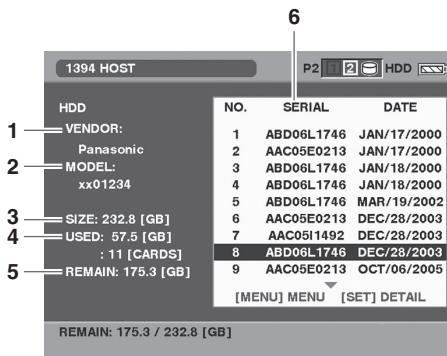 6
1394 HOST
P2 1 2 HDD
HDD
NO. SERIAL DATE
1 VENDOR:
Panasonic
2 MODEL:
xx01234
3 SIZE: 232.8 [GB]
4 USED: 57.5 [GB]
: 11 [CARDS]
5 REMAIN: 175.3 [GB]
1 ABD06L1746 JAN/17/2000
2 AAC05E0213 JAN/17/2000
3 ABD06L1746 JAN/18/2000
4 ABD06L1746 JAN/18/2000
5 ABD06L1746 MAR/19/2002
6 AAC05E0213 DEC/28/2003
7 AAC05I1492 DEC/28/2003
8 ABD06L1746 DEC/28/2003
9 AAC05E0213 OCT/06/2005
[MENU] MENU [SET] DETAIL
REMAIN: 175.3 / 232.8 [GB]